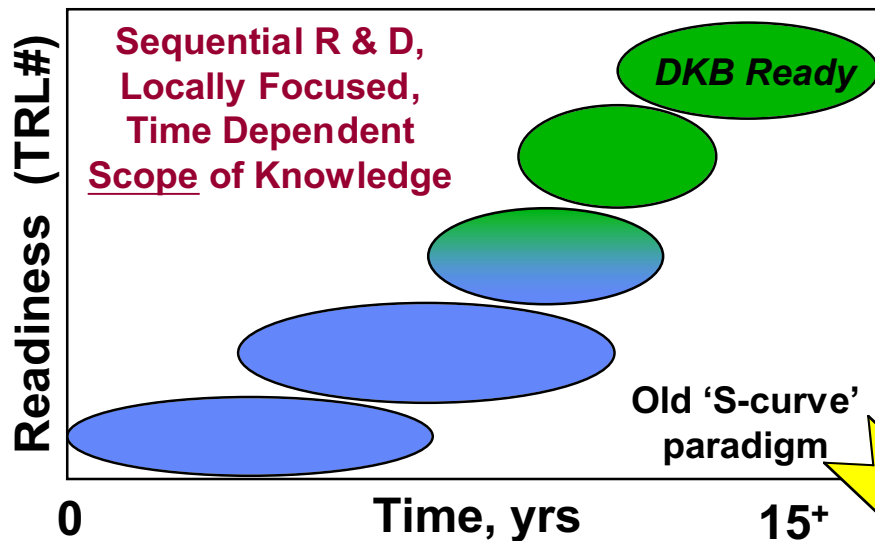 Sequential R & D,
Locally Focused,
Time Dependent
Scope of Knowledge
DKB Ready
Readiness (TRL#)
Old ‘S-curve’
paradigm
0
Time, yrs
15+